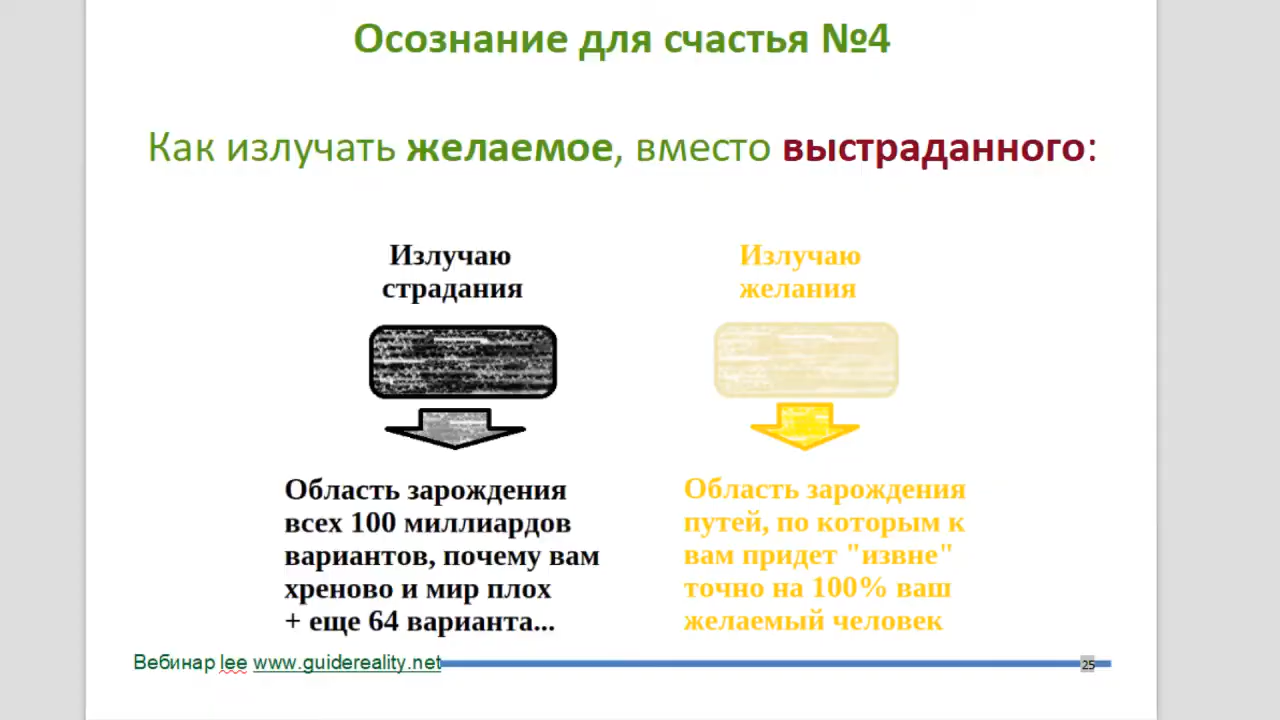 Осознание для счастья №4
Как излучать желаемое, вместо выстраданного:
Излучаю
страдания
Излучаю
желания
Область зарождения
всех 100 миллиардов
вариантов, почему вам
хреново и мир плох
+ еще 64 варианта...
Область зарождения
путей, по которым к
вам придет "извне"
точно на 100% ваш
желаемый человек
Вебинар lee www.guidereality.net
25